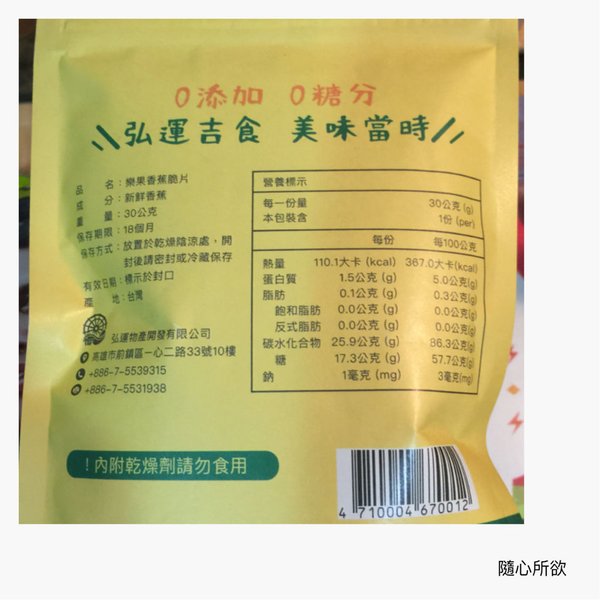 0添加 0糖分
弘運吉食 美味當時
品 名：樂果香蕉脆片
成 分：新鮮香蕉
重 量：30公克
保存期限：18個月
保存方式：放置於乾燥陰涼處，開
封後請密封或冷藏保存
有效日期：標示於封口
產 地：台灣
弘運物產開發有限公司
高雄市前鎮區一心二路33號10樓
+886-7-5539315
+886-7-5531938
！內附乾燥劑請勿食用
營養標示
每一份量 30公克 (g)
本包裝含 1份 (per)
每份 每100公克
熱量 110.1大卡 (kcal) 367.0大卡(kcal)
蛋白質 1.5公克 (g) 5.0公克(g)
脂肪 0.1公克 (g) 0.3公克(g)
飽和脂肪 0.0公克 (g) 0.0公克(g)
反式脂肪 0.0公克 (g) 0.0公克(g)
碳水化合物 25.9公克 (g) 86.3公克(g)
糖 17.3公克 (g) 57.7公克(g)
鈉 1毫克 (mg) 3毫克(mg)
4 710004 670012
隨心所欲